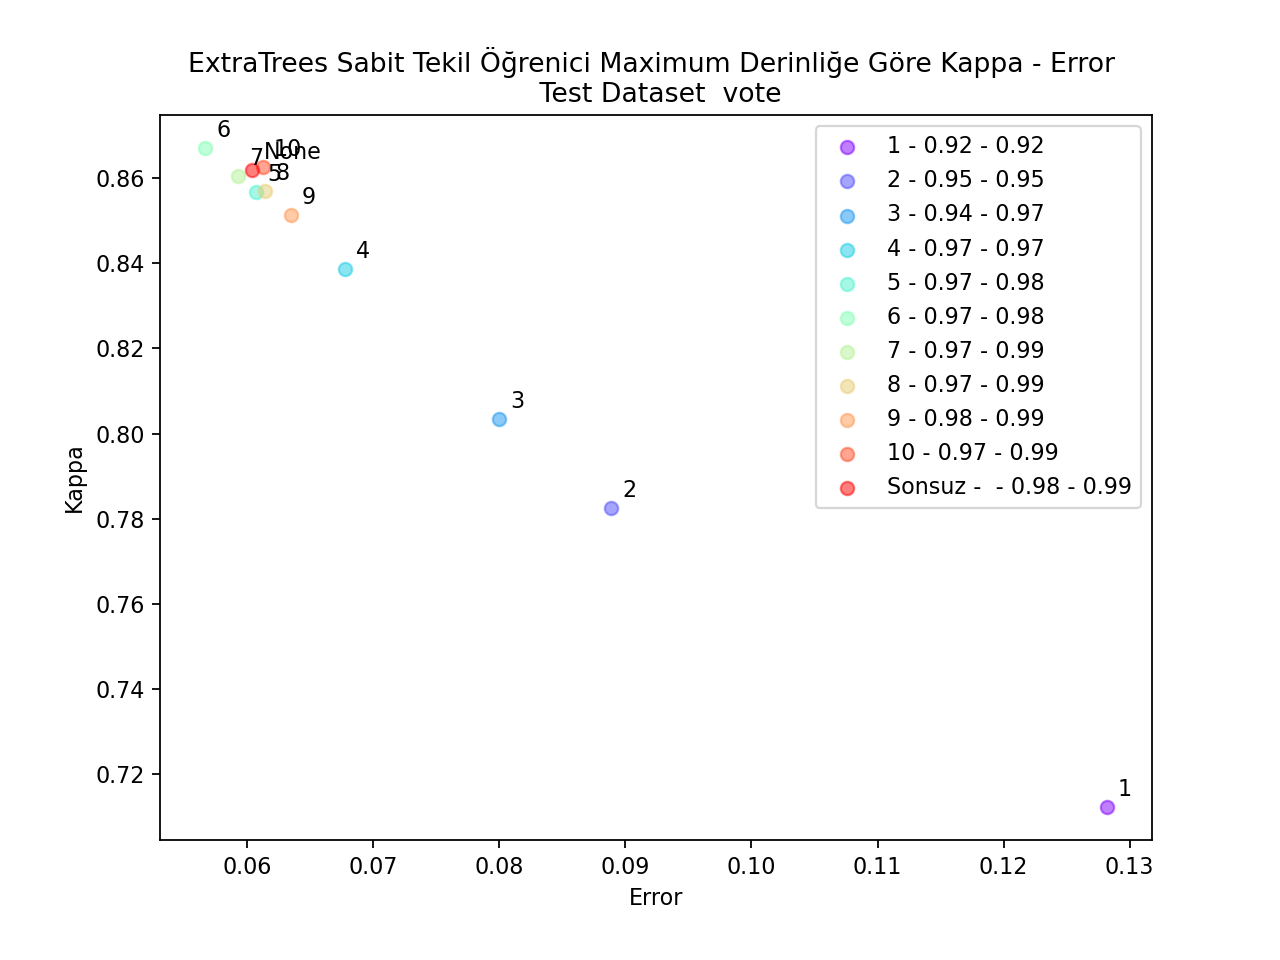 ExtraTrees Sabit Tekil Öğrenici Maximum Derinliğe Göre Kappa - Error
Test Dataset vote
6
10
None
7
5
8
9
4
3
2
1
1 - 0.92 - 0.92
2 - 0.95 - 0.95
3 - 0.94 - 0.97
4 - 0.97 - 0.97
5 - 0.97 - 0.98
6 - 0.97 - 0.98
7 - 0.97 - 0.99
8 - 0.97 - 0.99
9 - 0.98 - 0.99
10 - 0.97 - 0.99
Sonsuz - - 0.98 - 0.99
0.86
0.84
0.82
0.80
0.78
0.76
0.74
0.72
Kappa
0.06 0.07 0.08 0.09 0.10 0.11 0.12 0.13
Error